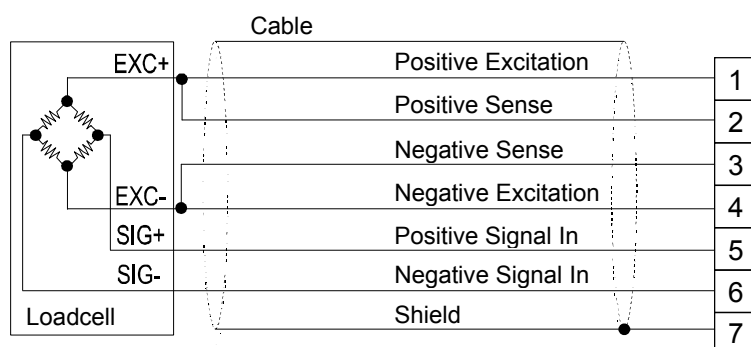 Cable
EXC+ Positive Excitation 1
Positive Sense 2
Negative Sense 3
EXC- Negative Excitation 4
SIG+ Positive Signal In 5
SIG- Negative Signal In 6
Loadcell Shield 7